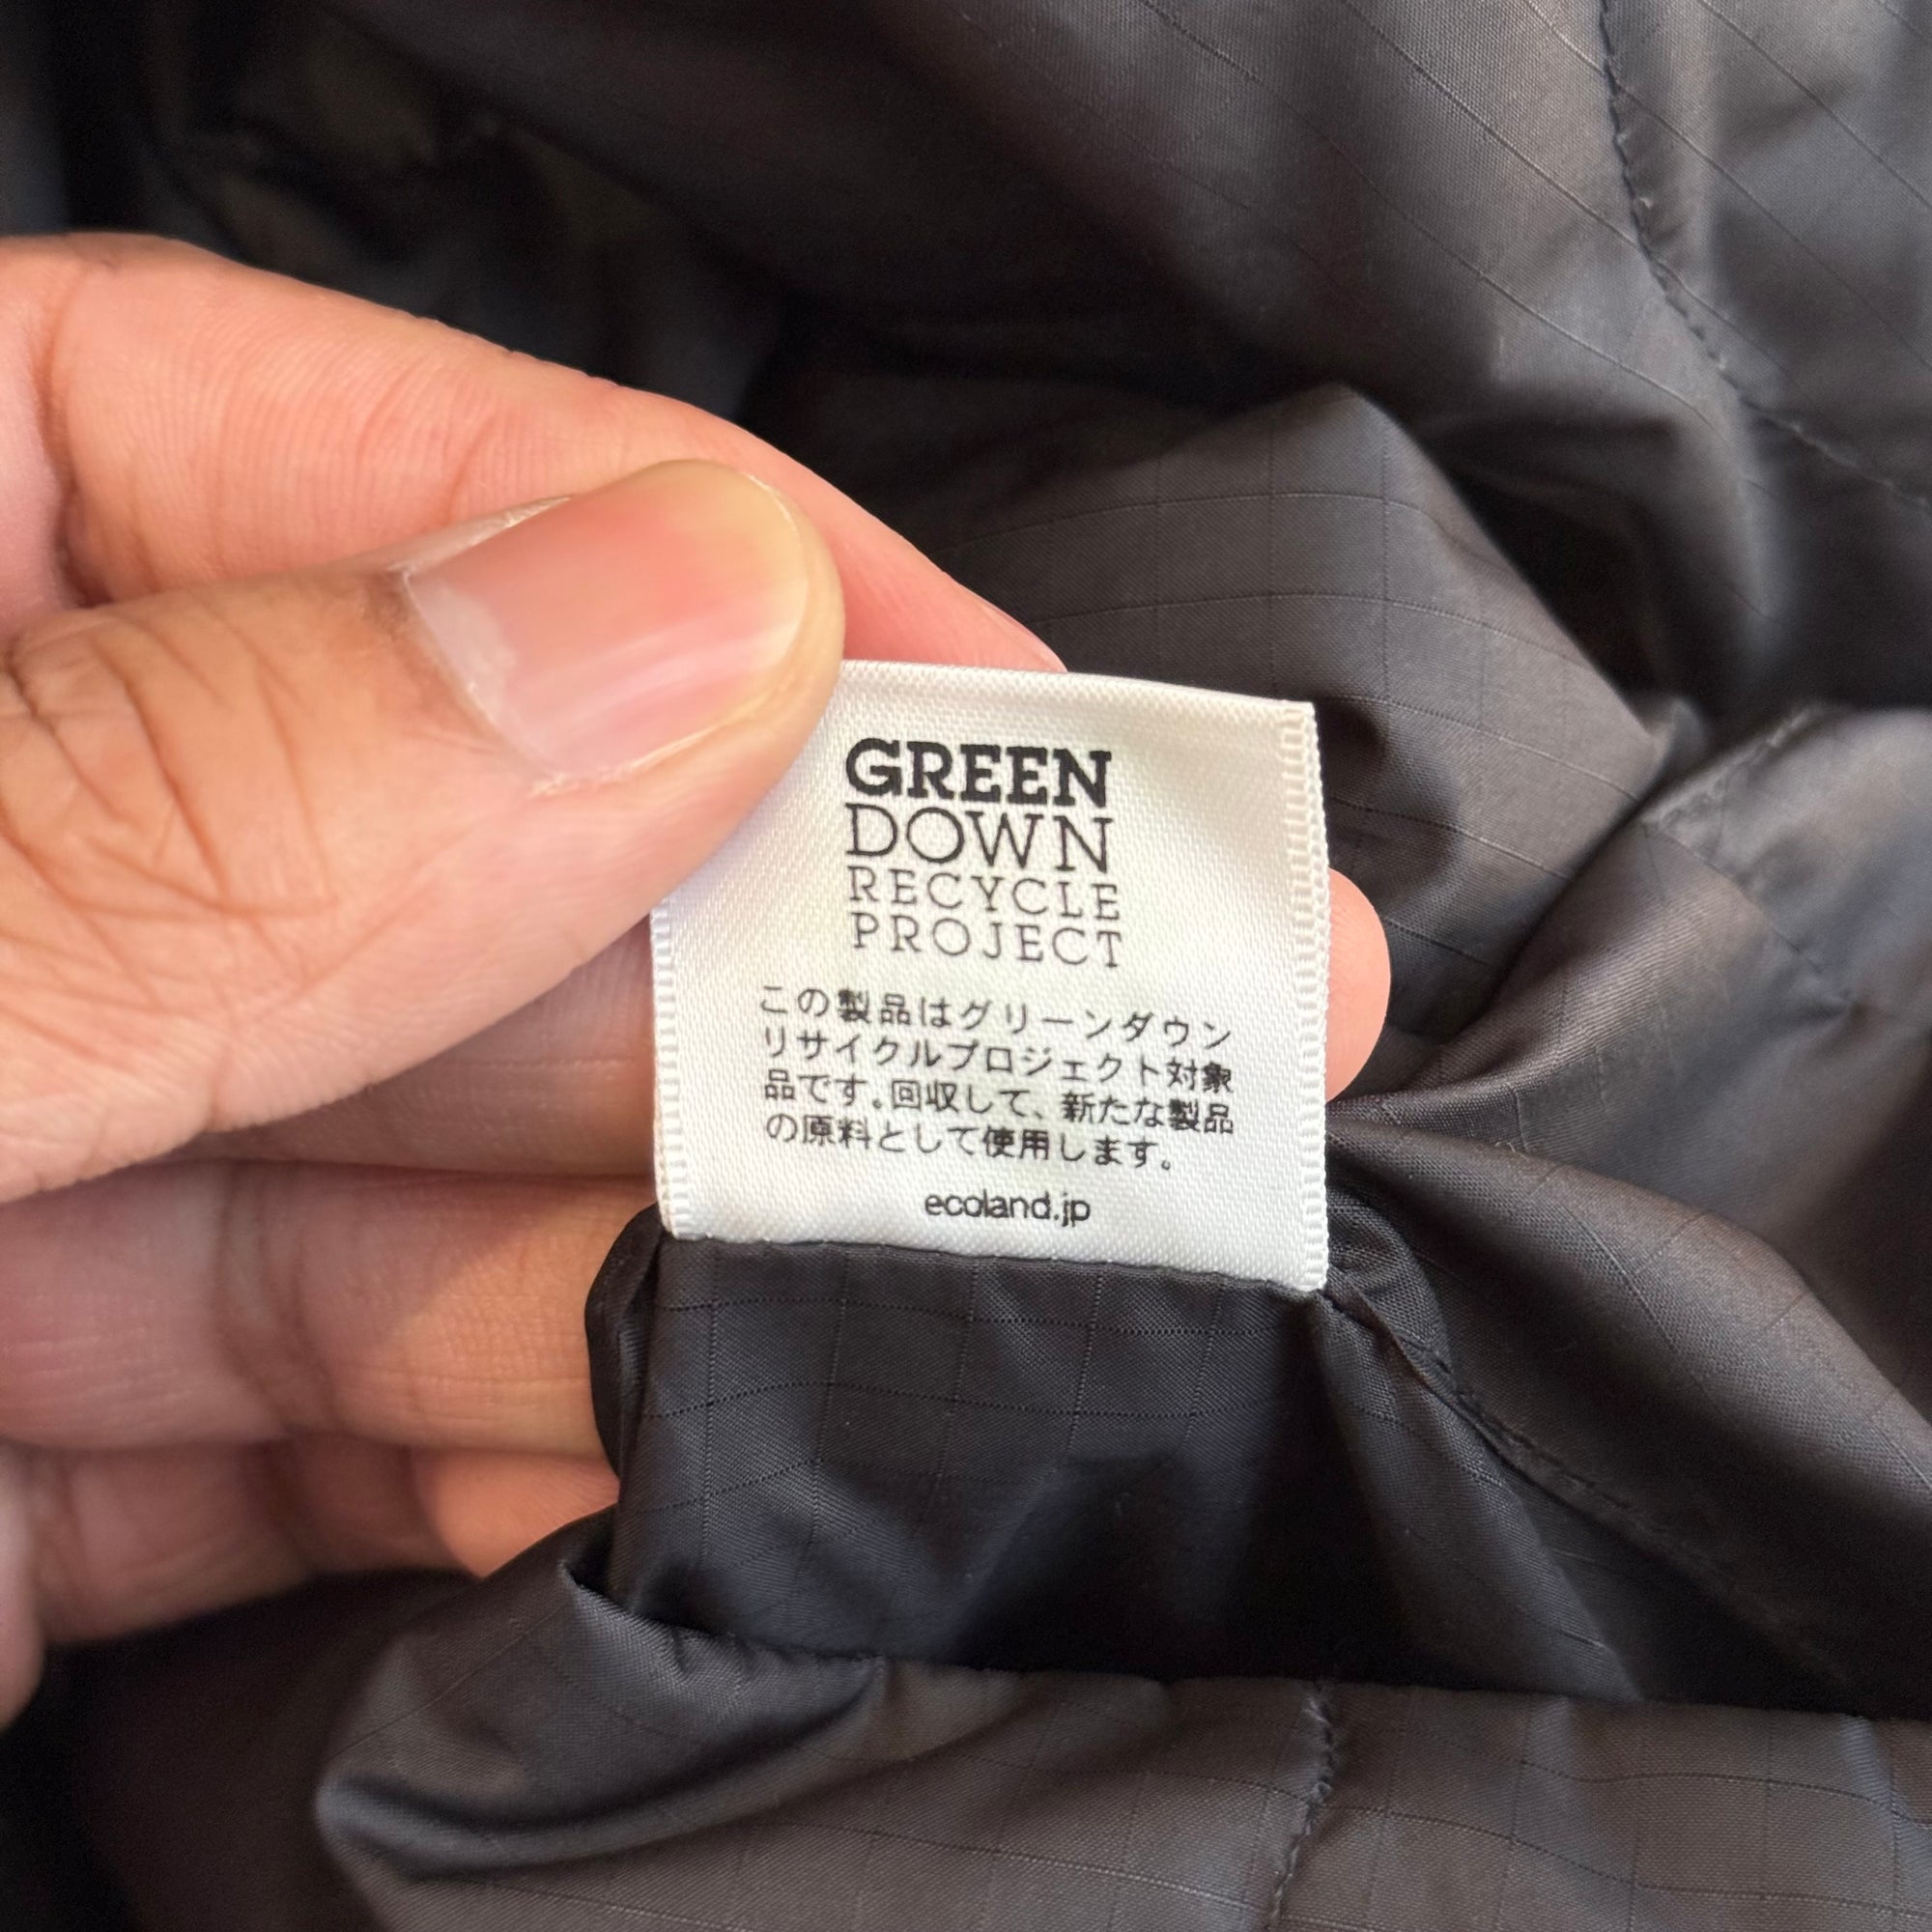 GREEN
DOWN
RECYCLE
PROJECT
この製品はグリーンダウン
リサイクルプロジェクト対象
品です。回収して、新たな製品
の原料として使用します。
ecoland.jp